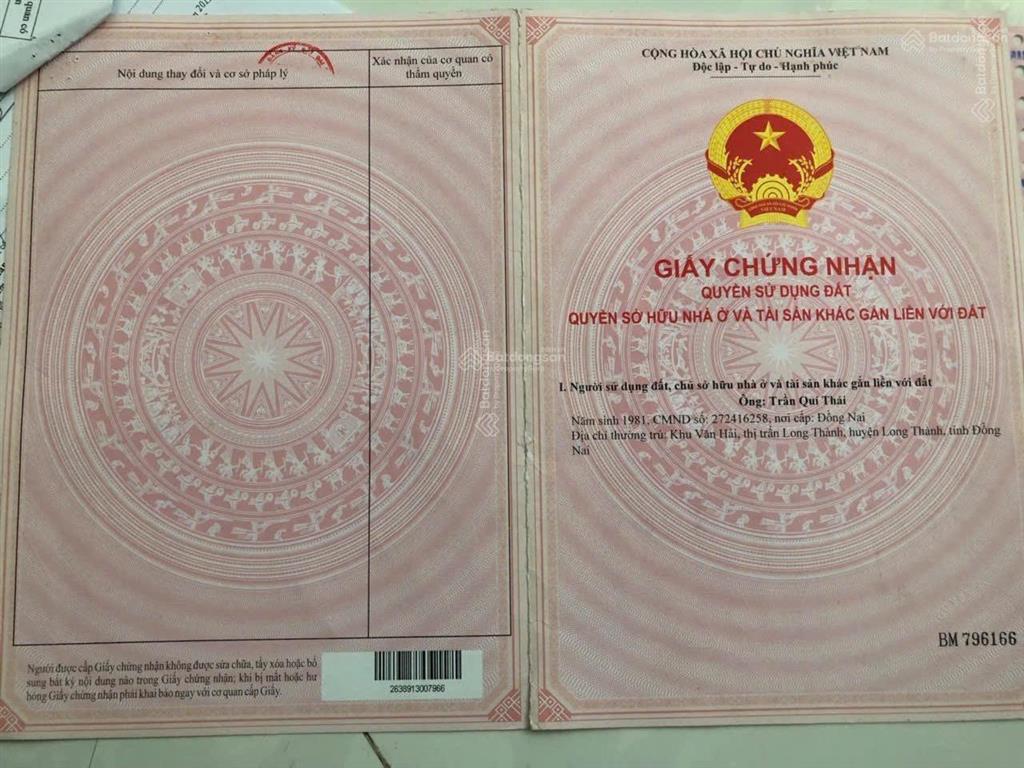 Nội dung thay đổi và cơ sở pháp lý
Xác nhận của cơ quan có
thẩm quyền
Người được cấp Giấy chứng nhận không được sửa chữa, tẩy xóa hoặc bổ
sung bất kỳ nội dung nào trong Giấy chứng nhận; khi bị mất hoặc hư
hỏng Giấy chứng nhận phải khai báo ngay với cơ quan cấp Giấy.
2638913007966
CỘNG HÒA XÃ HỘI CHỦ NGHĨA VIỆT NAM
Độc lập - Tự do - Hạnh phúc
GIẤY CHỨNG NHẬN
QUYỀN SỬ DỤNG ĐẤT
QUYỀN SỞ HỮU NHÀ Ở VÀ TÀI SẢN KHÁC GẮN LIỀN VỚI ĐẤT
I. Người sử dụng đất, chủ sở hữu nhà ở và tài sản khác gắn liền với đất
Ông: Trần Quí Thái
Năm sinh 1981, CMND số: 272416258, nơi cấp: Đồng Nai
Địa chỉ thường trú: Khu Văn Hải, thị trấn Long Thành, huyện Long Thành, tỉnh Đồng
Nai
BM 796166
Batdongsan
Batdongsan